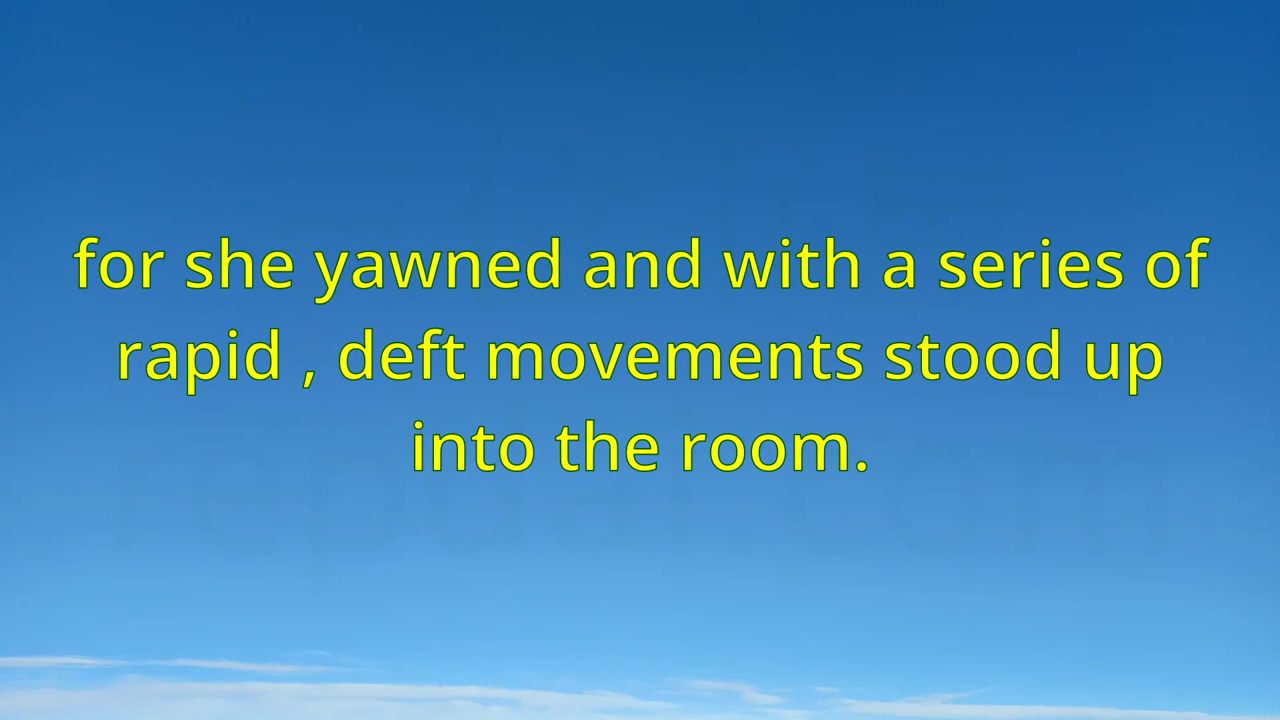 for she yawned and with a series of
rapid , deft movements stood up
into the room.